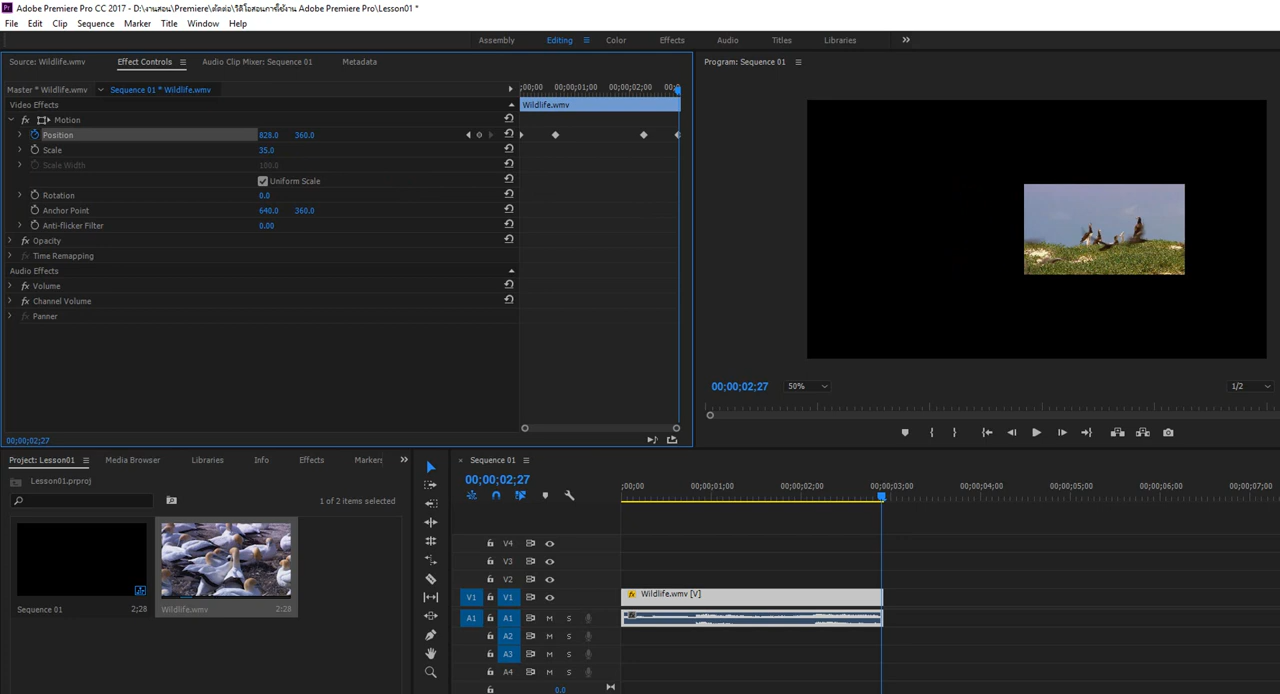 Adobe Premiere Pro CC 2017 - D:\งานสอน\Premiere\ตัดต่อ\วิดีโอสอนการใช้งาน Adobe Premiere Pro\Lesson01 *
File Edit Clip Sequence Marker Title Window Help
Assembly Editing Color Effects Audio Titles Libraries
Source: Wildlife.wmv Effect Controls Audio Clip Mixer: Sequence 01 Metadata
Program: Sequence 01
Master * Wildlife.wmv Sequence 01 * Wildlife.wmv
;00;00 00;00;01;00 00;00;02;00
Video Effects
Wildlife.wmv
fx Motion
Position 828.0 360.0
Scale 35.0
Scale Width 100.0
Uniform Scale
Rotation 0.0
Anchor Point 640.0 360.0
Anti-flicker Filter 0.00
fx Opacity
fx Time Remapping
Audio Effects
fx Volume
fx Channel Volume
fx Panner
00;00;02;27 50% 1/2
00;00;02;27
Project: Lesson01 Media Browser Libraries Info Effects Markers
Lesson01.prproj
1 of 2 items selected
Sequence 01 2;28
Wildlife.wmv 2:28
Sequence 01
00;00;02;27
;00;00 00;00;01;00 00;00;02;00 00;00;03;00 00;00;04;00 00;00;05;00 00;00;06;00 00;00;07;00
V4
V3
V2
V1 V1 fx Wildlife.wmv [V]
A1 A1 M S fx
A2 M S
A3 M S
A4 M S
0.0